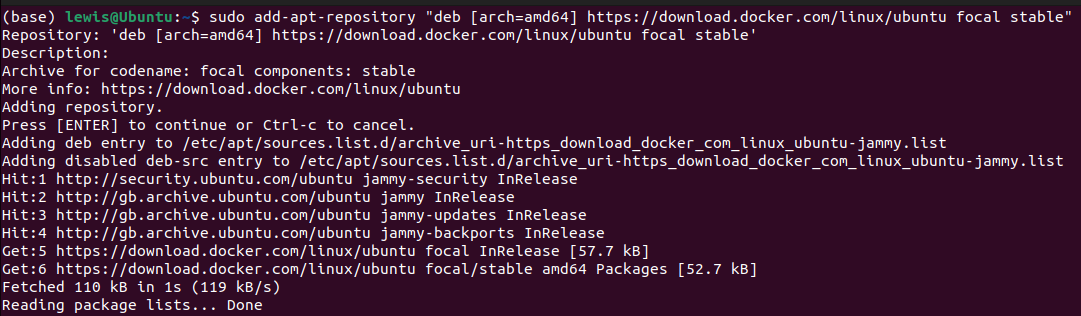 (base) lewis@Ubuntu:~$ sudo add-apt-repository "deb [arch=amd64] https://download.docker.com/linux/ubuntu focal stable"
Repository: 'deb [arch=amd64] https://download.docker.com/linux/ubuntu focal stable'
Description:
Archive for codename: focal components: stable
More info: https://download.docker.com/linux/ubuntu
Adding repository.
Press [ENTER] to continue or Ctrl-c to cancel.
Adding deb entry to /etc/apt/sources.list.d/archive_uri-https_download_docker_com_linux_ubuntu-jammy.list
Adding disabled deb-src entry to /etc/apt/sources.list.d/archive_uri-https_download_docker_com_linux_ubuntu-jammy.list
Hit:1 http://security.ubuntu.com/ubuntu jammy-security InRelease
Hit:2 http://gb.archive.ubuntu.com/ubuntu jammy InRelease
Hit:3 http://gb.archive.ubuntu.com/ubuntu jammy-updates InRelease
Hit:4 http://gb.archive.ubuntu.com/ubuntu jammy-backports InRelease
Get:5 https://download.docker.com/linux/ubuntu focal InRelease [57.7 kB]
Get:6 https://download.docker.com/linux/ubuntu focal/stable amd64 Packages [52.7 kB]
Fetched 110 kB in 1s (119 kB/s)
Reading package lists... Done